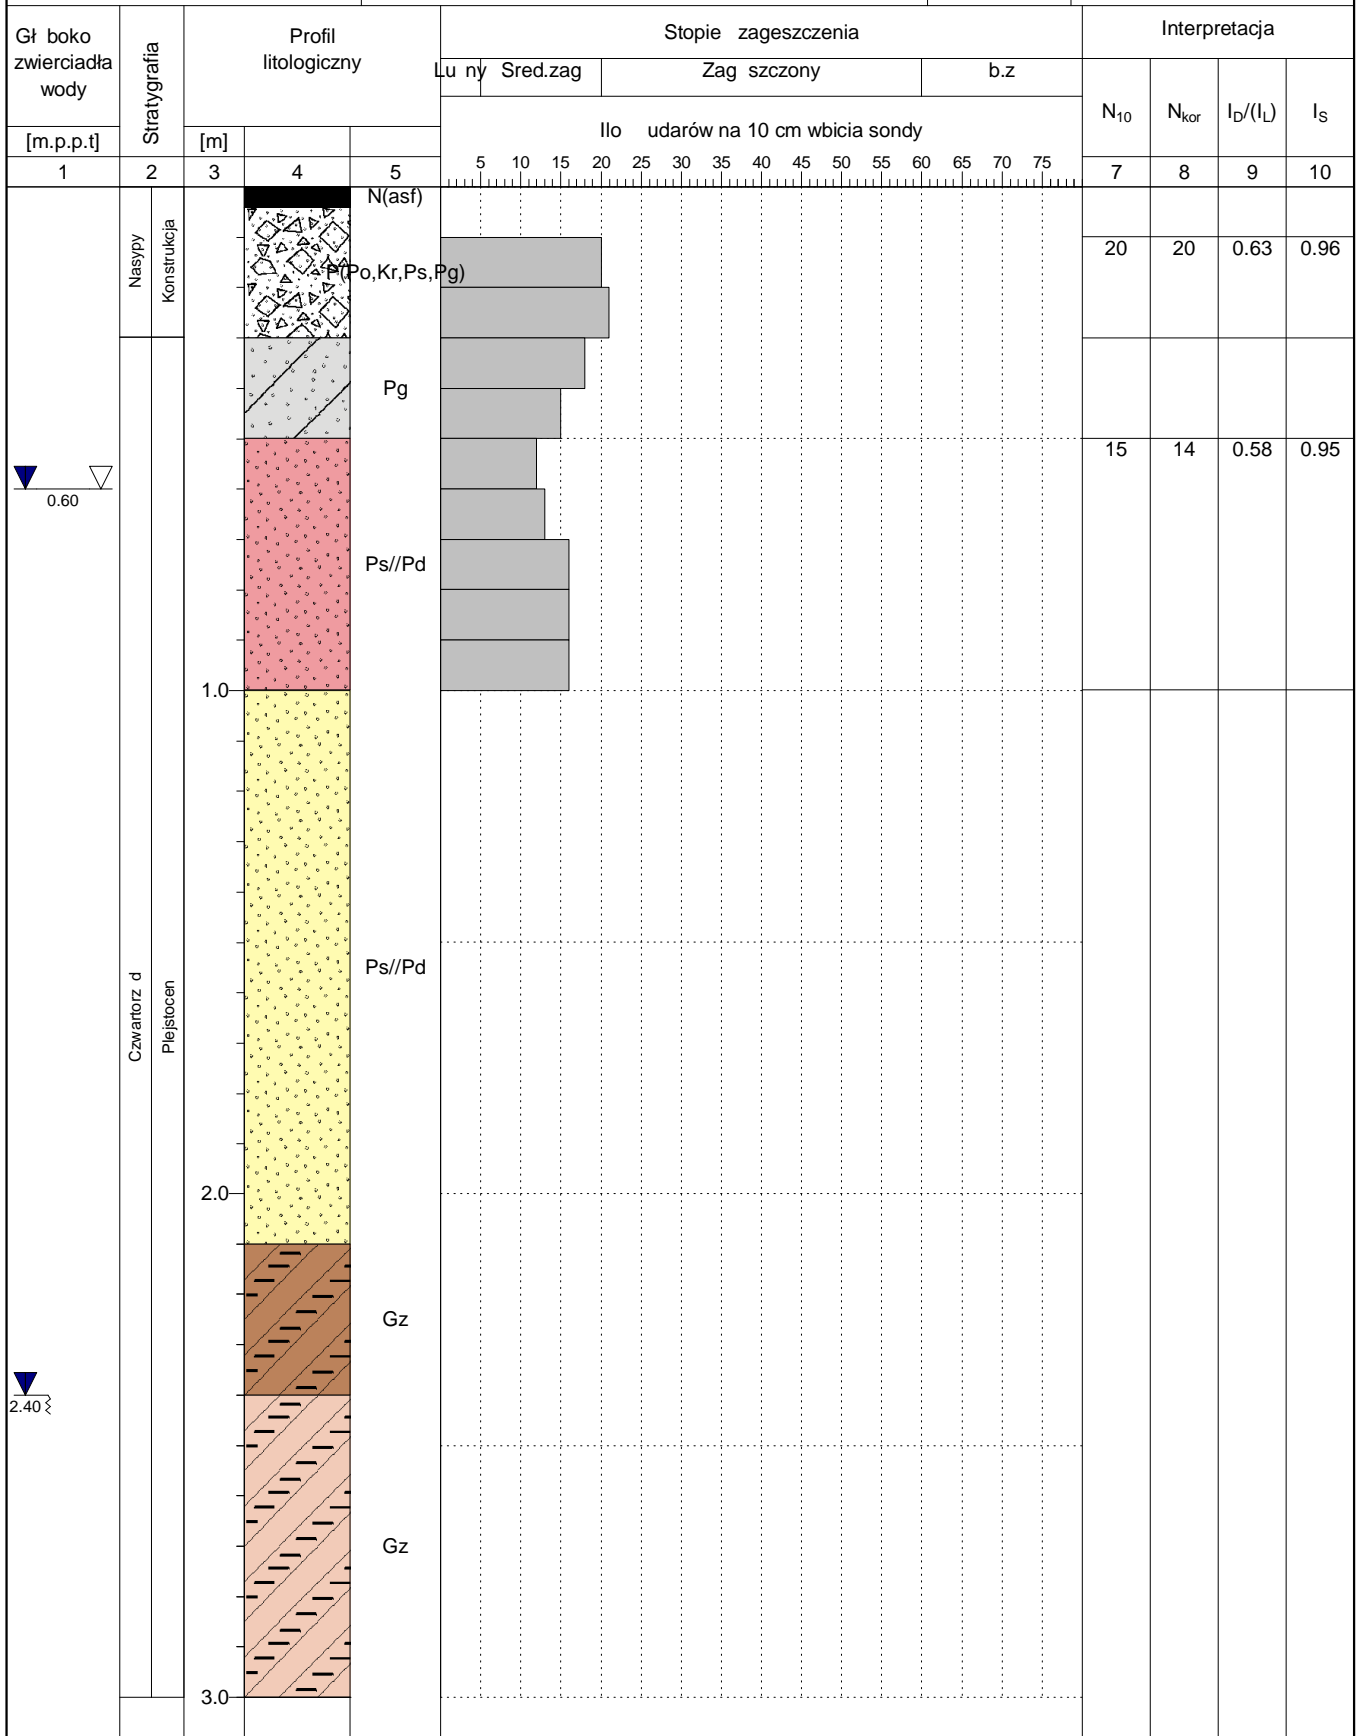 Gł boko
zwierciadła
wody
[m.p.p.t]
1
Stratygrafia
2
Profil
litologiczny
[m]
3
4
5
Stopie zageszczenia
Lu ny Sred.zag Zag szczony b.z
Ilo udarów na 10 cm wbicia sondy
5 10 15 20 25 30 35 40 45 50 55 60 65 70 75
Interpretacja
N10 Nkor ID/(IL) IS
7 8 9 10
N(asf)
Nasypy
Konstrukcja
P(Po,Kr,Ps,Pg)
20 20 0.63 0.96
Pg
15 14 0.58 0.95
0.60
Ps//Pd
1.0
Ps//Pd
Czwartorz d
Plejstocen
2.0
Gz
2.40
Gz
3.0